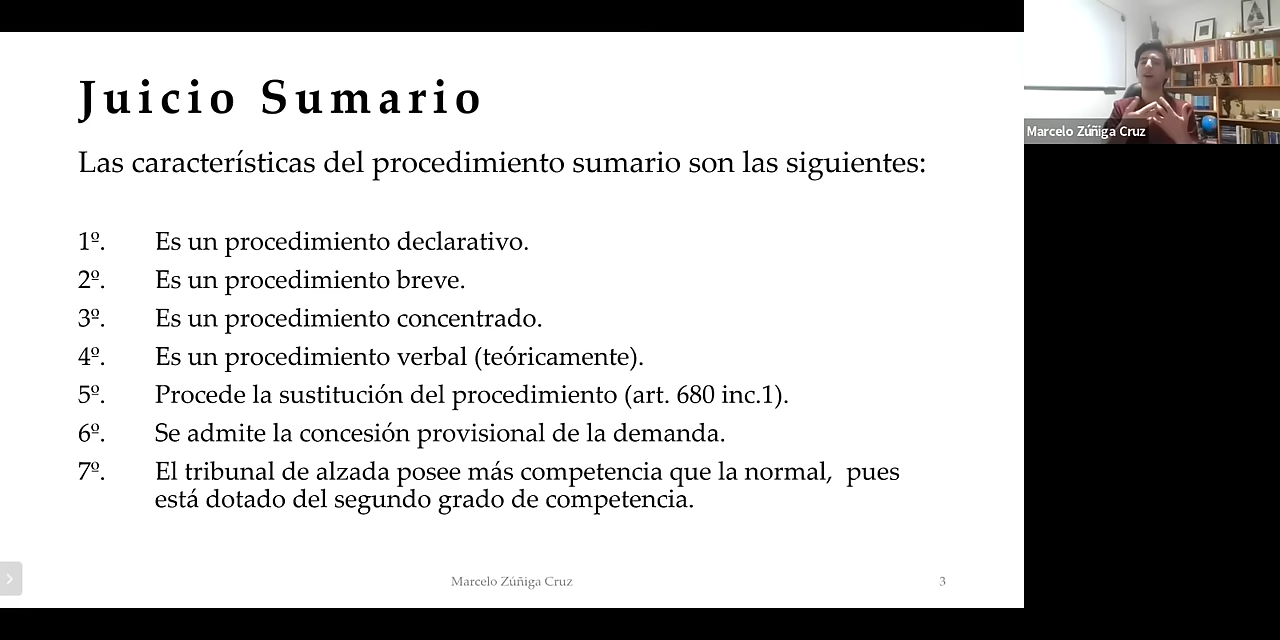 Juicio Sumario
Las características del procedimiento sumario son las siguientes:
1º. Es un procedimiento declarativo.
2º. Es un procedimiento breve.
3º. Es un procedimiento concentrado.
4º. Es un procedimiento verbal (teóricamente).
5º. Procede la sustitución del procedimiento (art. 680 inc.1).
6º. Se admite la concesión provisional de la demanda.
7º. El tribunal de alzada posee más competencia que la normal, pues
está dotado del segundo grado de competencia.
Marcelo Zúñiga Cruz
3
Marcelo Zúñiga Cruz